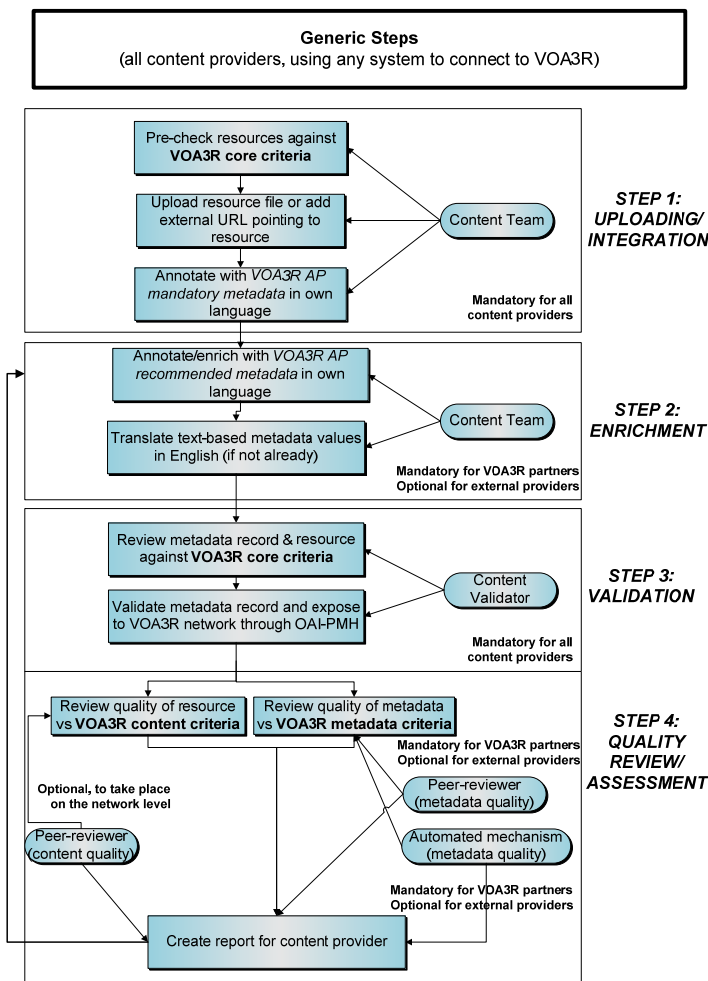 Generic Steps
(all content providers, using any system to connect to VOA3R)
Pre-check resources against
VOA3R core criteria
Upload resource file or add
external URL pointing to
resource
Content Team
Annotate with VOA3R AP
mandatory metadata in own
language
Mandatory for all
content providers
STEP 1:
UPLOADING/
INTEGRATION
Annotate/enrich with VOA3R AP
recommended metadata in own
language
Content Team
Translate text-based metadata values
in English (if not already)
Mandatory for VOA3R partners
Optional for external providers
STEP 2:
ENRICHMENT
Review metadata record & resource
against VOA3R core criteria
Content
Validator
Validate metadata record and expose
to VOA3R network through OAI-PMH
Mandatory for all
content providers
STEP 3:
VALIDATION
Review quality of resource
vs VOA3R content criteria
Review quality of metadata
vs VOA3R metadata criteria
Mandatory for VOA3R partners
Optional for external providers
STEP 4:
QUALITY
REVIEW/
ASSESSMENT
Optional, to take place
on the network level
Peer-reviewer
(metadata quality)
Peer-reviewer
(content quality)
Automated mechanism
(metadata quality)
Mandatory for VOA3R partners
Optional for external providers
Create report for content provider